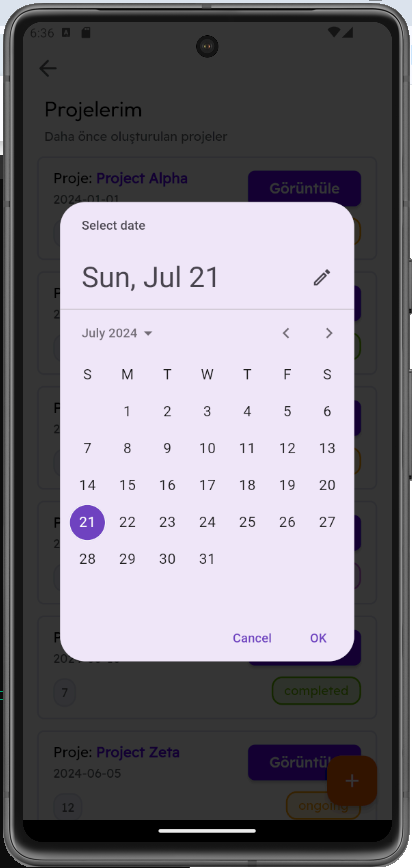 6:36
Projelerim
Daha önce oluşturulan projeler
Proje: Project Alpha
Görüntüle
2024-01-01
Select date
Sun, Jul 21
July 2024
S M T W T F S
1 2 3 4 5 6
7 8 9 10 11 12 13
14 15 16 17 18 19 20
21 22 23 24 25 26 27
28 29 30 31
Cancel OK
7
completed
Proje: Project Zeta
2024-06-05
12
ongoing
+